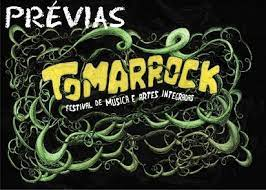 PRÉVIAS
TOMARROCK
FESTIVAL DE MÚSICA E ARTES INTEGRADAS